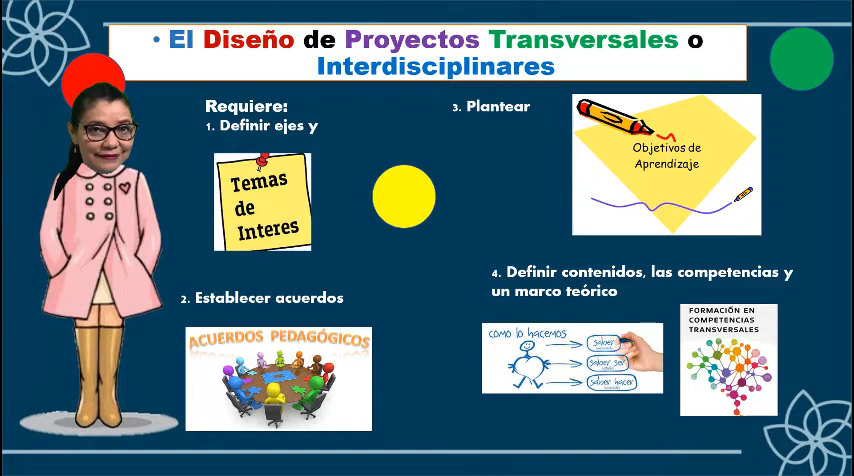 • El Diseño de Proyectos Transversales o
Interdisciplinares
Requiere:
1. Definir ejes y
Temas
de
Interes
2. Establecer acuerdos
ACUERDOS PEDAGÓGICOS
3. Plantear
Objetivos de
Aprendizaje
4. Definir contenidos, las competencias y
un marco teórico
COMO LO HACEMOS
saber
saber ser
saber hacer
FORMACIÓN EN
COMPETENCIAS
TRANSVERSALES